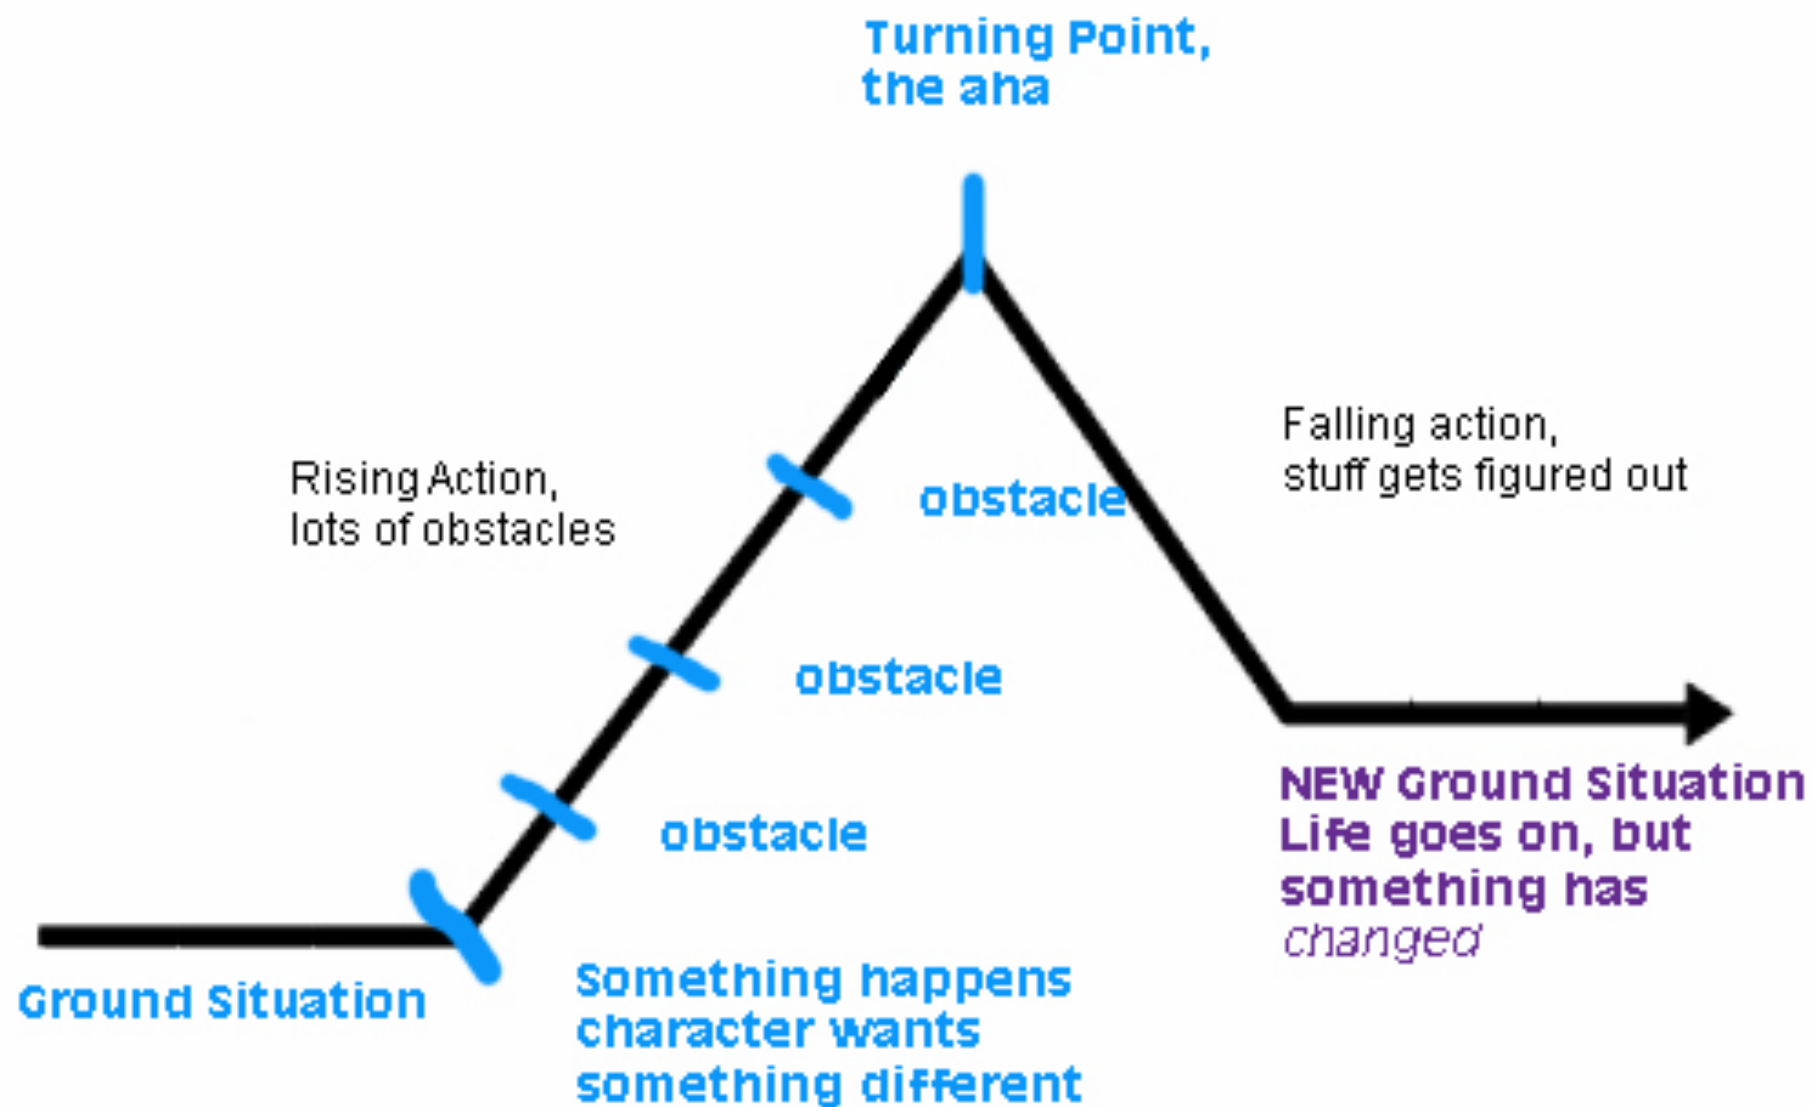 Turning Point,
the aha
Rising Action,
lots of obstacles
Falling action,
stuff gets figured out
obstacle
obstacle
obstacle
Ground Situation
Something happens
character wants
something different
NEW Ground Situation
Life goes on, but
something has
changed